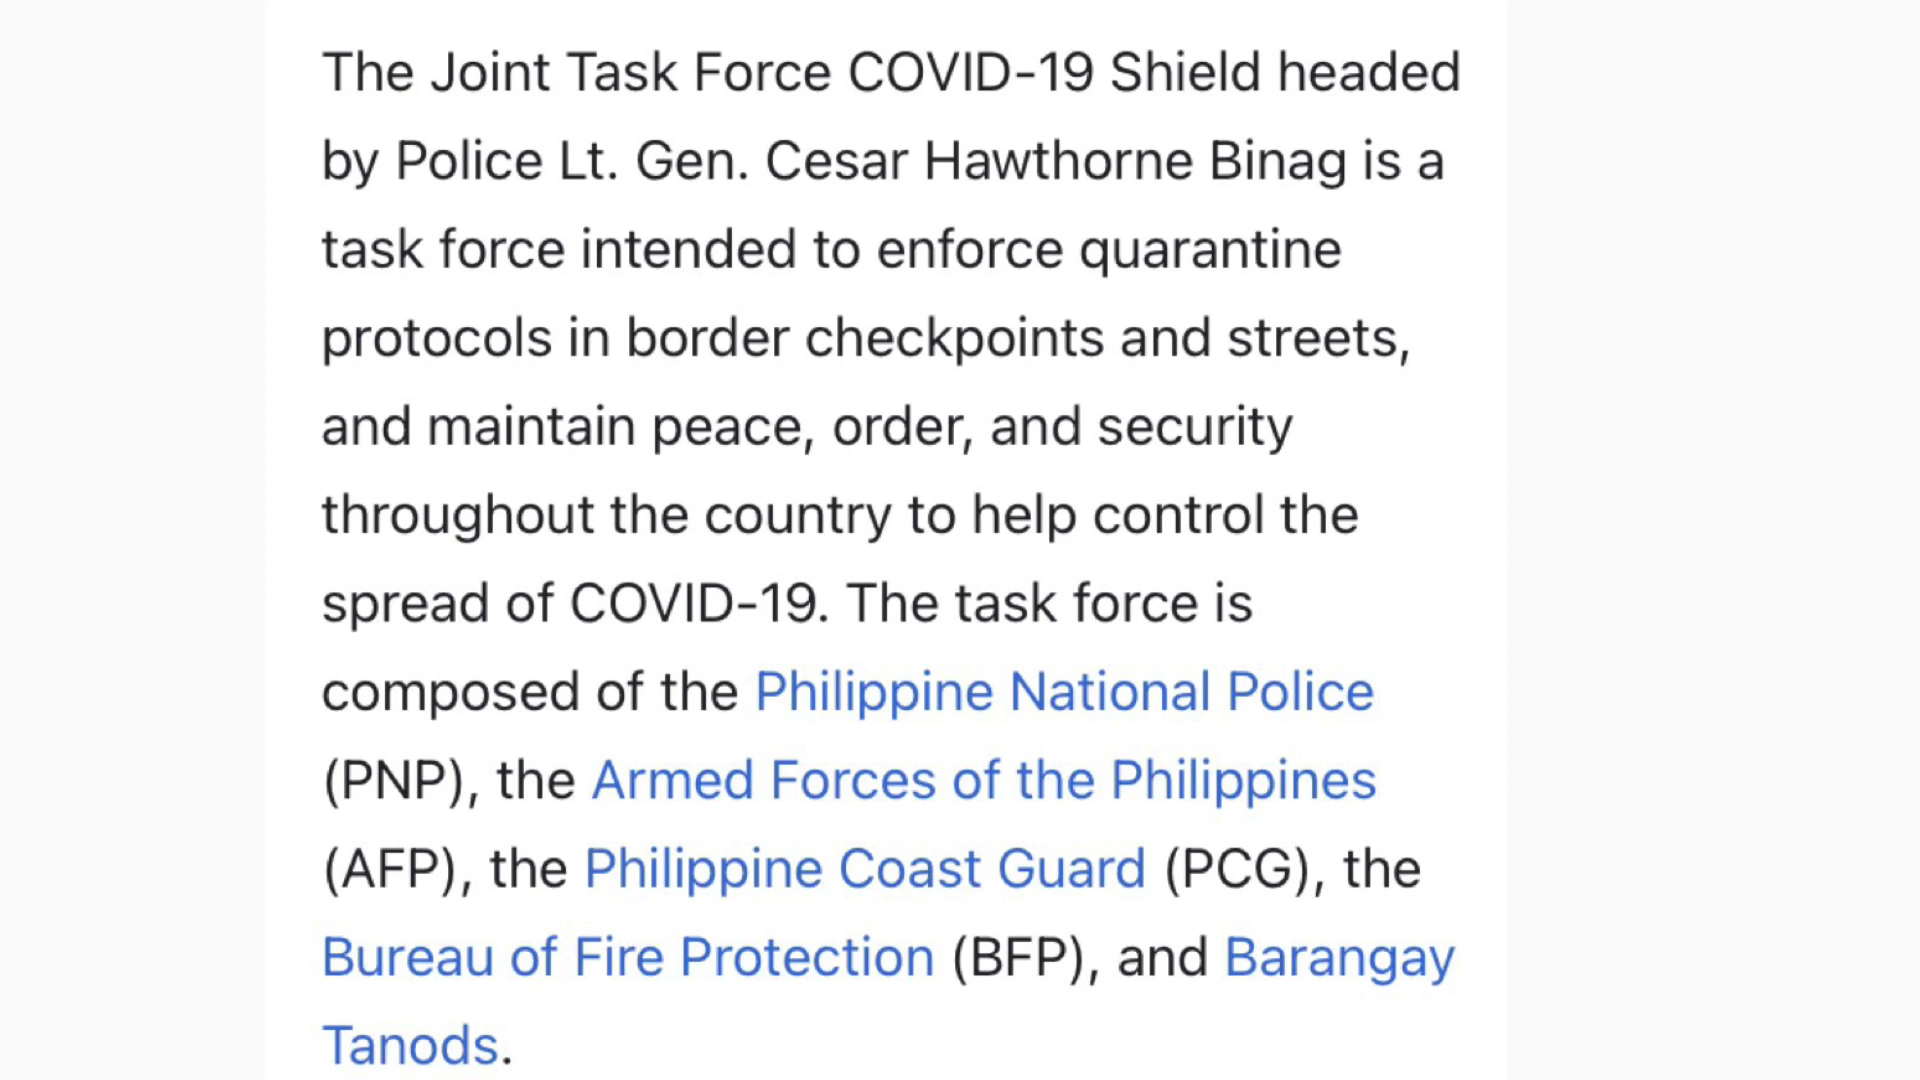 The Joint Task Force COVID-19 Shield headed
by Police Lt. Gen. Cesar Hawthorne Binag is a
task force intended to enforce quarantine
protocols in border checkpoints and streets,
and maintain peace, order, and security
throughout the country to help control the
spread of COVID-19. The task force is
composed of the Philippine National Police
(PNP), the Armed Forces of the Philippines
(AFP), the Philippine Coast Guard (PCG), the
Bureau of Fire Protection (BFP), and Barangay
Tanods.